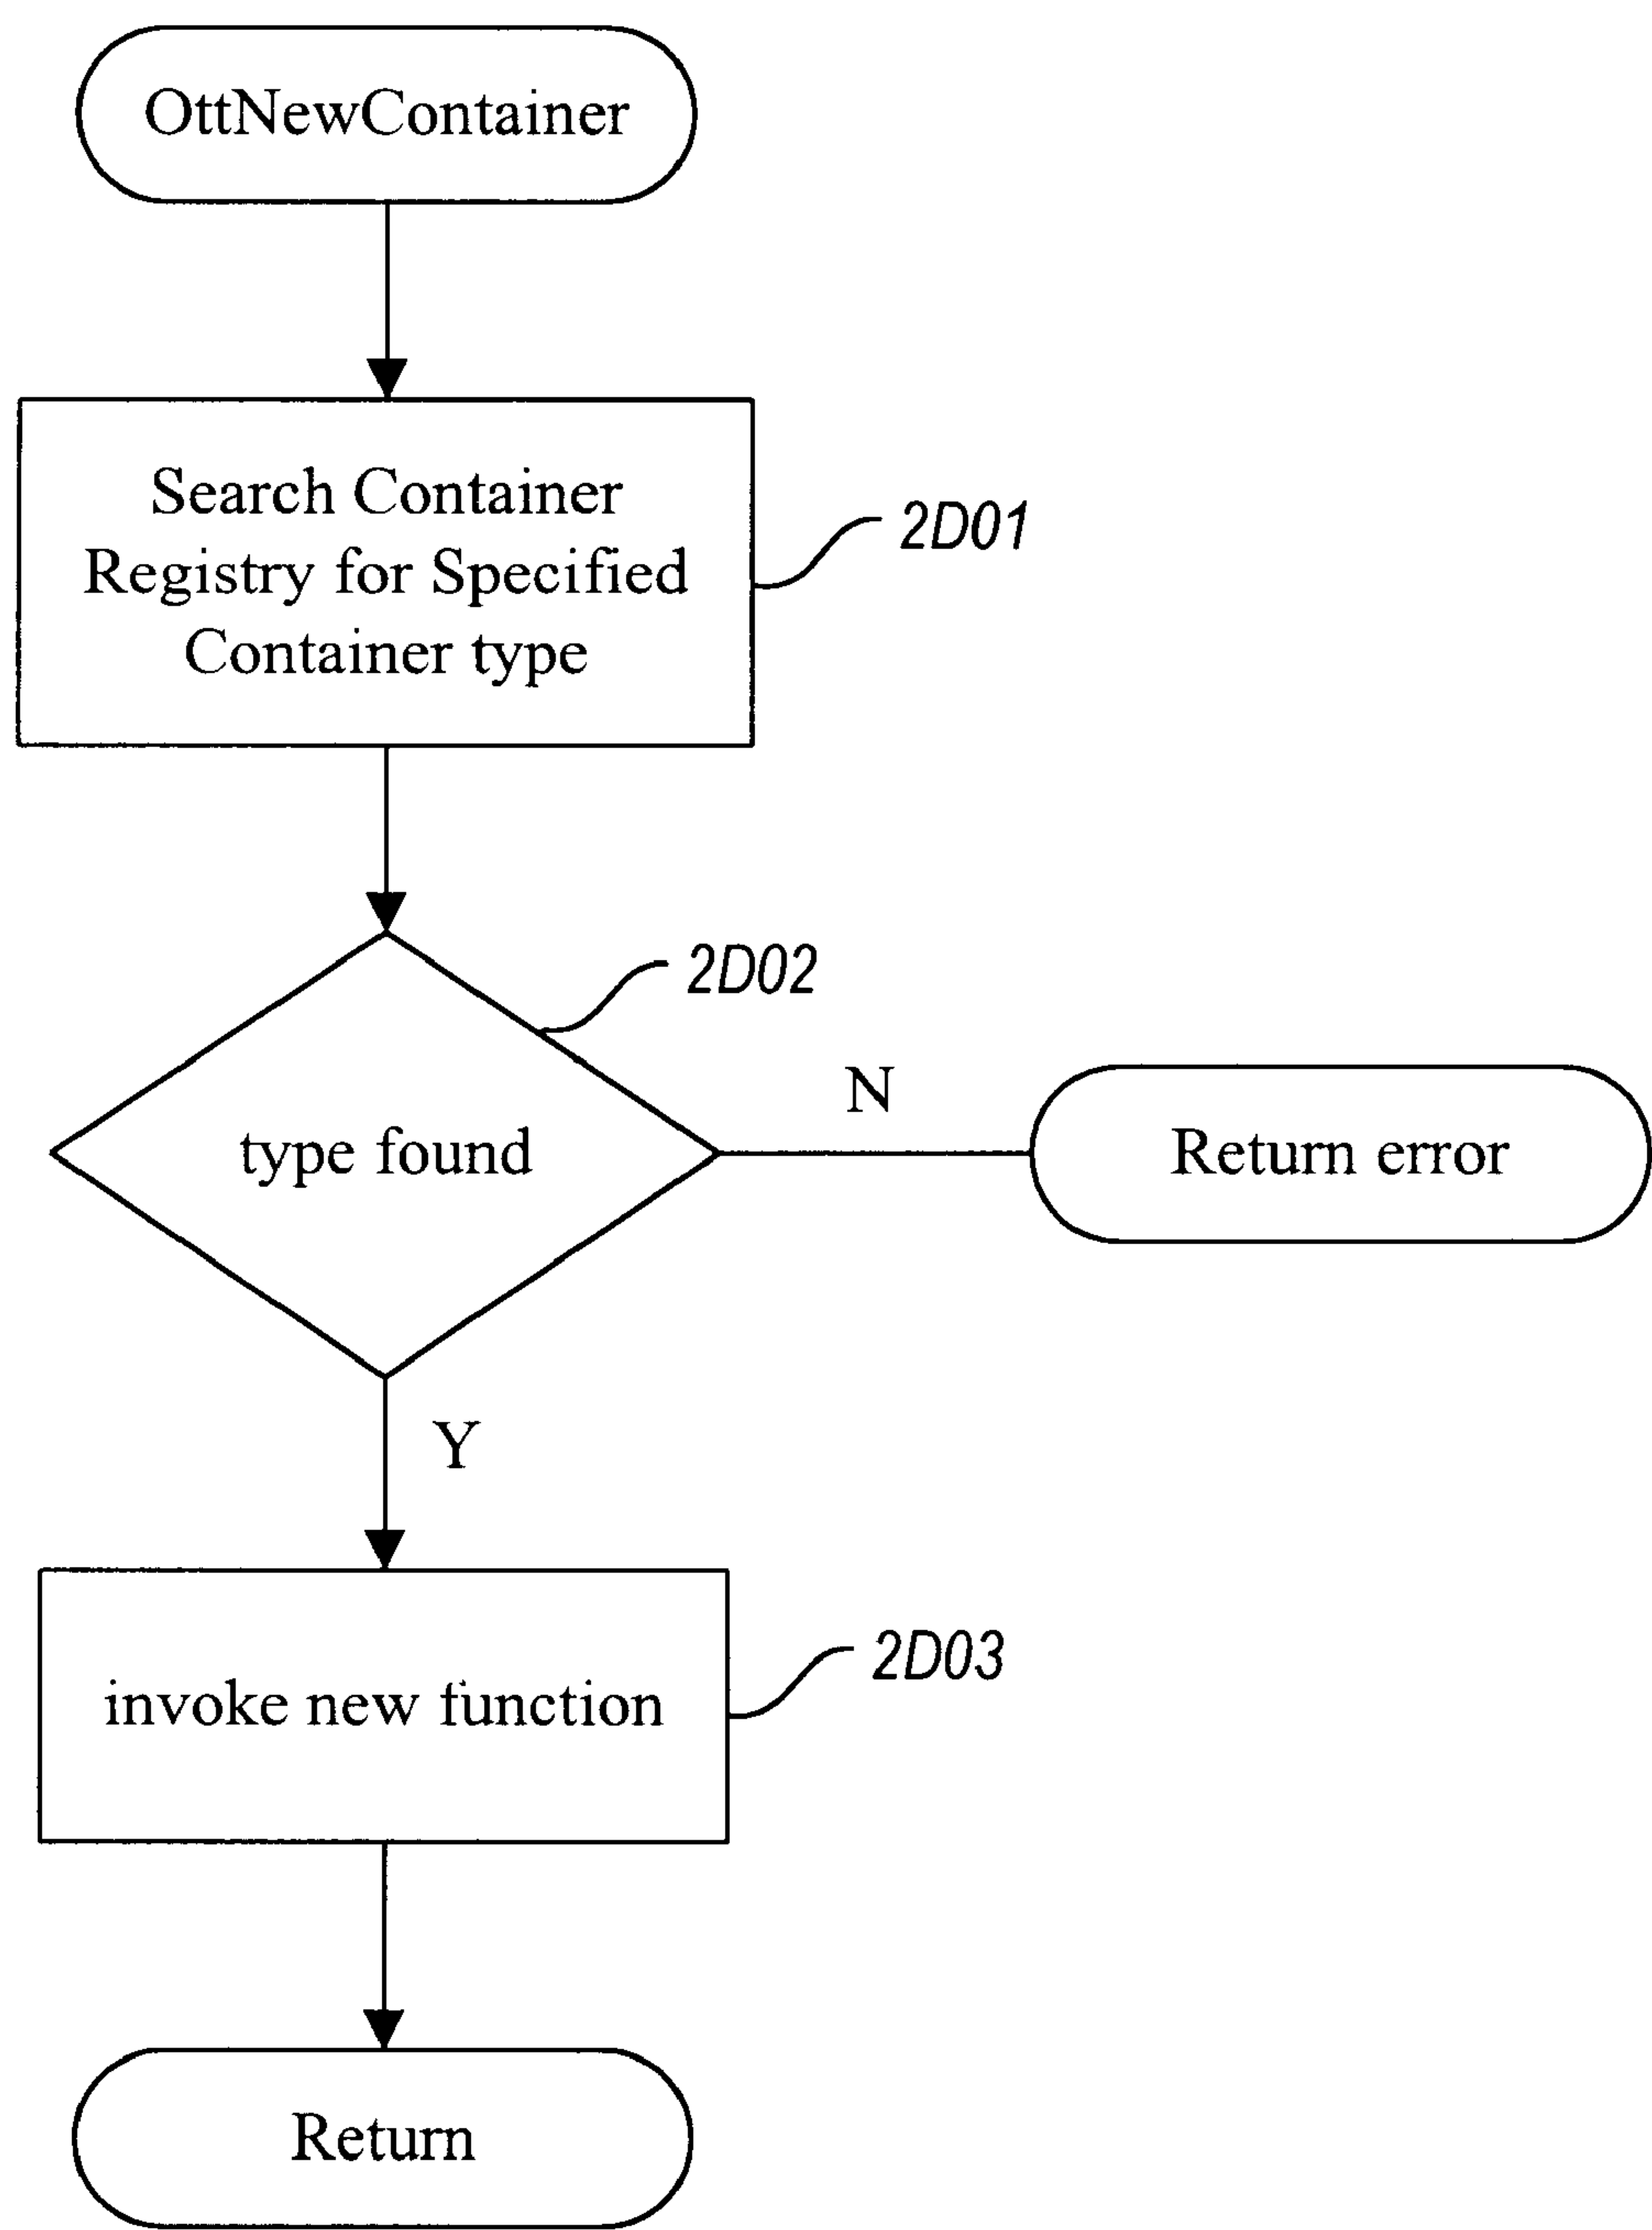 OttNewContainer
Search Container
Registry for Specified
Container type
2D01
2D02
type found
N
Return error
Y
invoke new function
2D03
Return